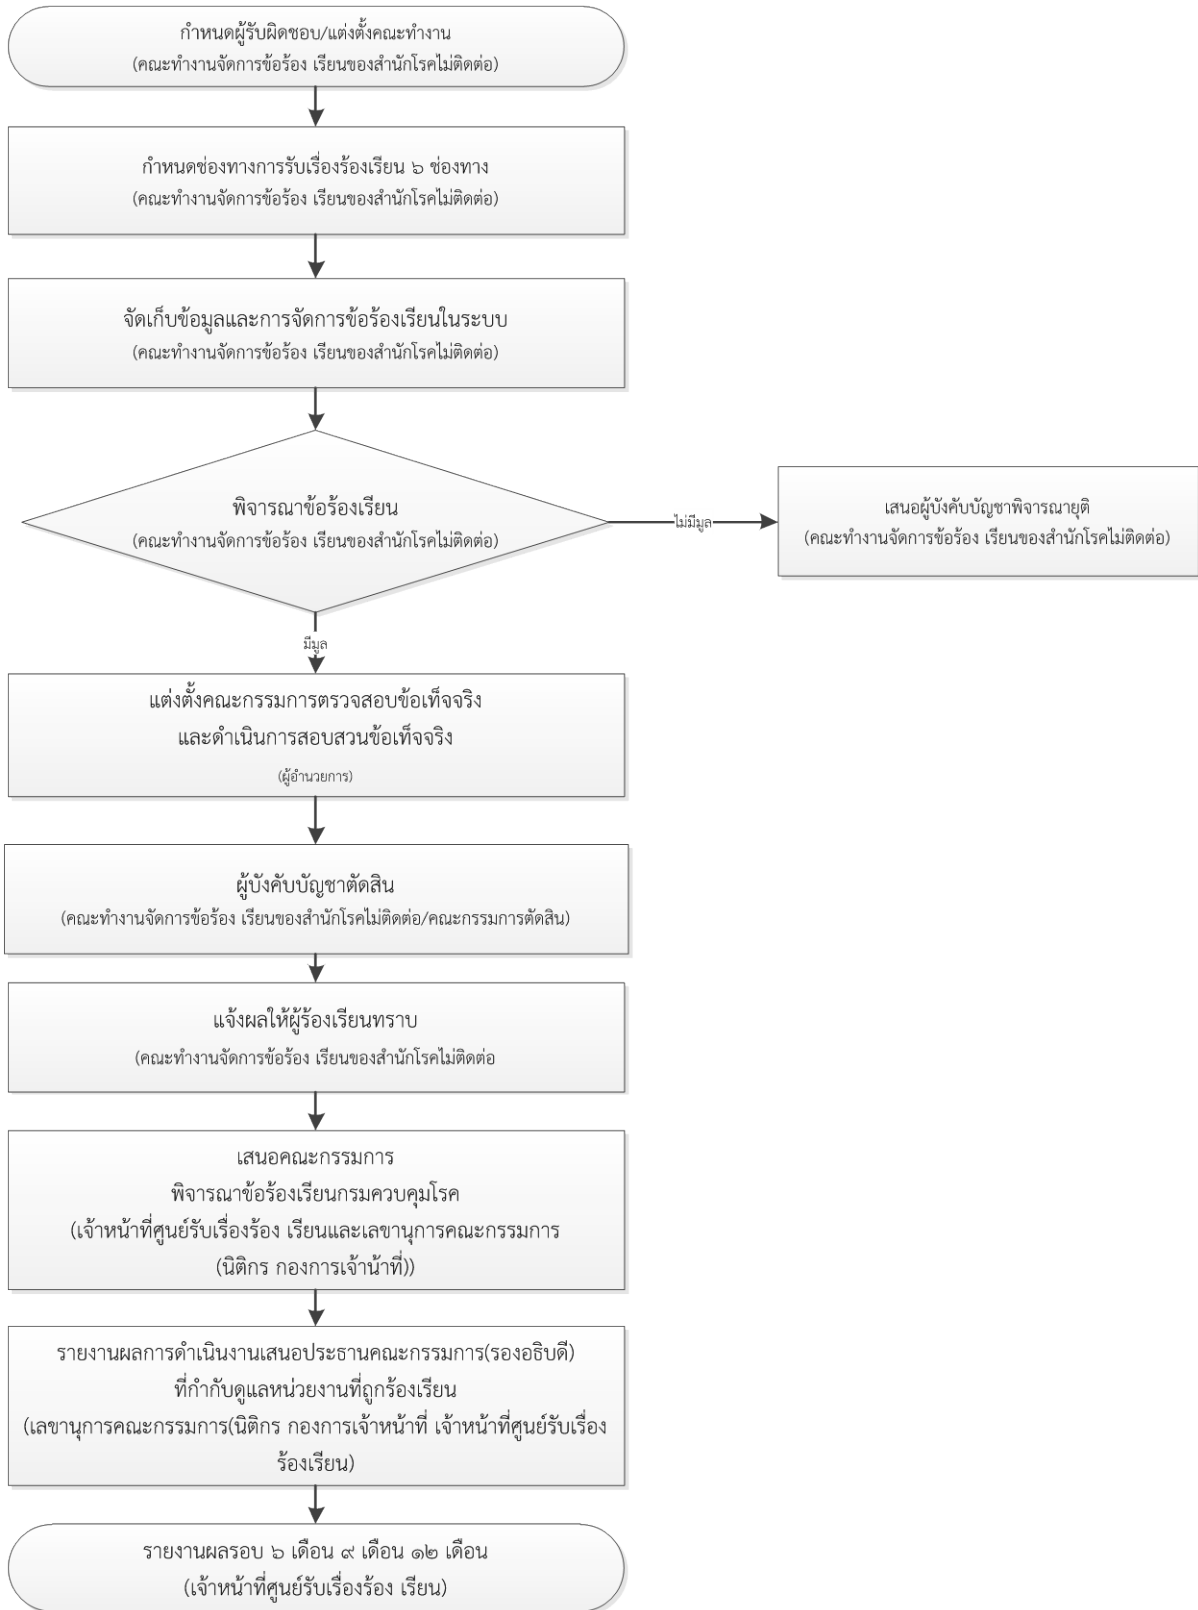 กำหนดผู้รับผิดชอบ/แต่งตั้งคณะทำงาน
(คณะทำงานจัดการข้อร้อง เรียนของสำนักโรคไม่ติดต่อ)
กำหนดช่องทางการรับเรื่องร้องเรียน ๖ ช่องทาง
(คณะทำงานจัดการข้อร้อง เรียนของสำนักโรคไม่ติดต่อ)
จัดเก็บข้อมูลและการจัดการข้อร้องเรียนในระบบ
(คณะทำงานจัดการข้อร้อง เรียนของสำนักโรคไม่ติดต่อ)
พิจารณาข้อร้องเรียน
(คณะทำงานจัดการข้อร้อง เรียนของสำนักโรคไม่ติดต่อ)
ไม่มีมูล
เสนอผู้บังคับบัญชาพิจารณายุติ
(คณะทำงานจัดการข้อร้อง เรียนของสำนักโรคไม่ติดต่อ)
มีมูล
แต่งตั้งคณะกรรมการตรวจสอบข้อเท็จจริง
และดำเนินการสอบสวนข้อเท็จจริง
(ผู้อำนวยการ)
ผู้บังคับบัญชาตัดสิน
(คณะทำงานจัดการข้อร้อง เรียนของสำนักโรคไม่ติดต่อ/คณะกรรมการตัดสิน)
แจ้งผลให้ผู้ร้องเรียนทราบ
(คณะทำงานจัดการข้อร้อง เรียนของสำนักโรคไม่ติดต่อ
เสนอคณะกรรมการ
พิจารณาข้อร้องเรียนกรมควบคุมโรค
(เจ้าหน้าที่ศูนย์รับเรื่องร้อง เรียนและเลขานุการคณะกรรมการ
(นิติกร กองการเจ้าน้าที่))
รายงานผลการดำเนินงานเสนอประธานคณะกรรมการ(รองอธิบดี)
ที่กำกับดูแลหน่วยงานที่ถูกร้องเรียน
(เลขานุการคณะกรรมการ(นิติกร กองการเจ้าหน้าที่ เจ้าหน้าที่ศูนย์รับเรื่อง
ร้องเรียน)
รายงานผลรอบ ๖ เดือน ๙ เดือน ๑๒ เดือน
(เจ้าหน้าที่ศูนย์รับเรื่องร้อง เรียน)